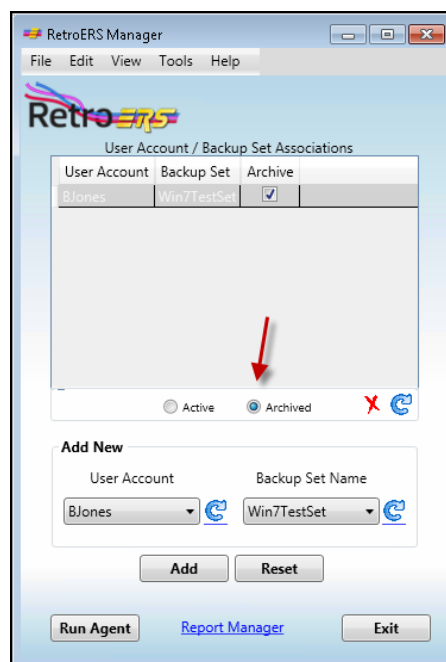 RetroERS Manager
File Edit View Tools Help
RetroERS
User Account / Backup Set Associations
User Account Backup Set Archive
BJones Win7TestSet
Active Archived
Add New
User Account Backup Set Name
BJones Win7TestSet
Add Reset
Run Agent Report Manager Exit